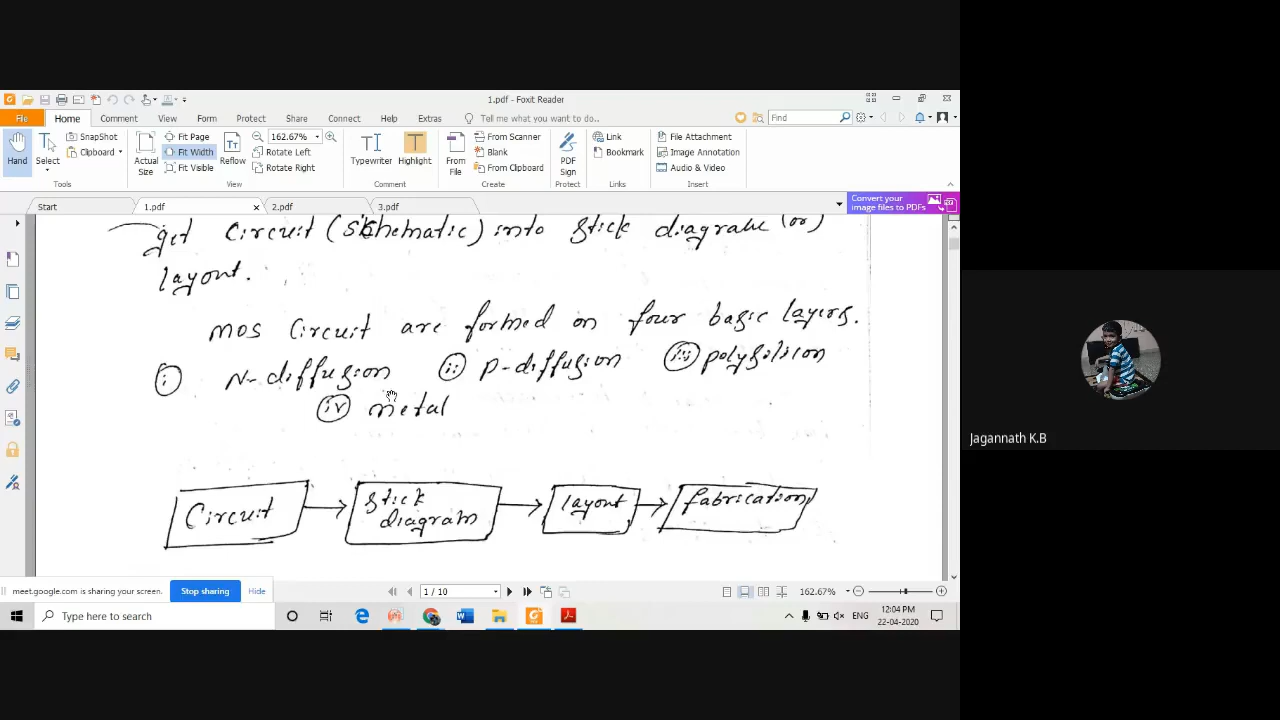 1.pdf - Foxit Reader
File Home Comment View Form Protect Share Connect Help Extras Tell me what you want to do... Find
Hand Select SnapShot Clipboard Actual Size Fit Page Fit Width Fit Visible Reflow 162.67% Rotate Left Rotate Right Typewriter Highlight From File From Scanner Blank From Clipboard PDF Sign Link Bookmark File Attachment Image Annotation Audio & Video
Tools View Comment Create Protect Links Insert
Start 1.pdf 2.pdf 3.pdf Convert your image files to PDFs
get Circuit (Schematic) into Stick diagram (or)
layout.
MOS Circuit are formed on four basic layers.
(i) N-diffusion (ii) P-diffusion (iii) polysilicon
(iv) metal
Circuit Stick diagram layout fabrication
Jagannath K.B
meet.google.com is sharing your screen. Stop sharing Hide 1 / 10 162.67%
Type here to search ENG 12:04 PM
22-04-2020